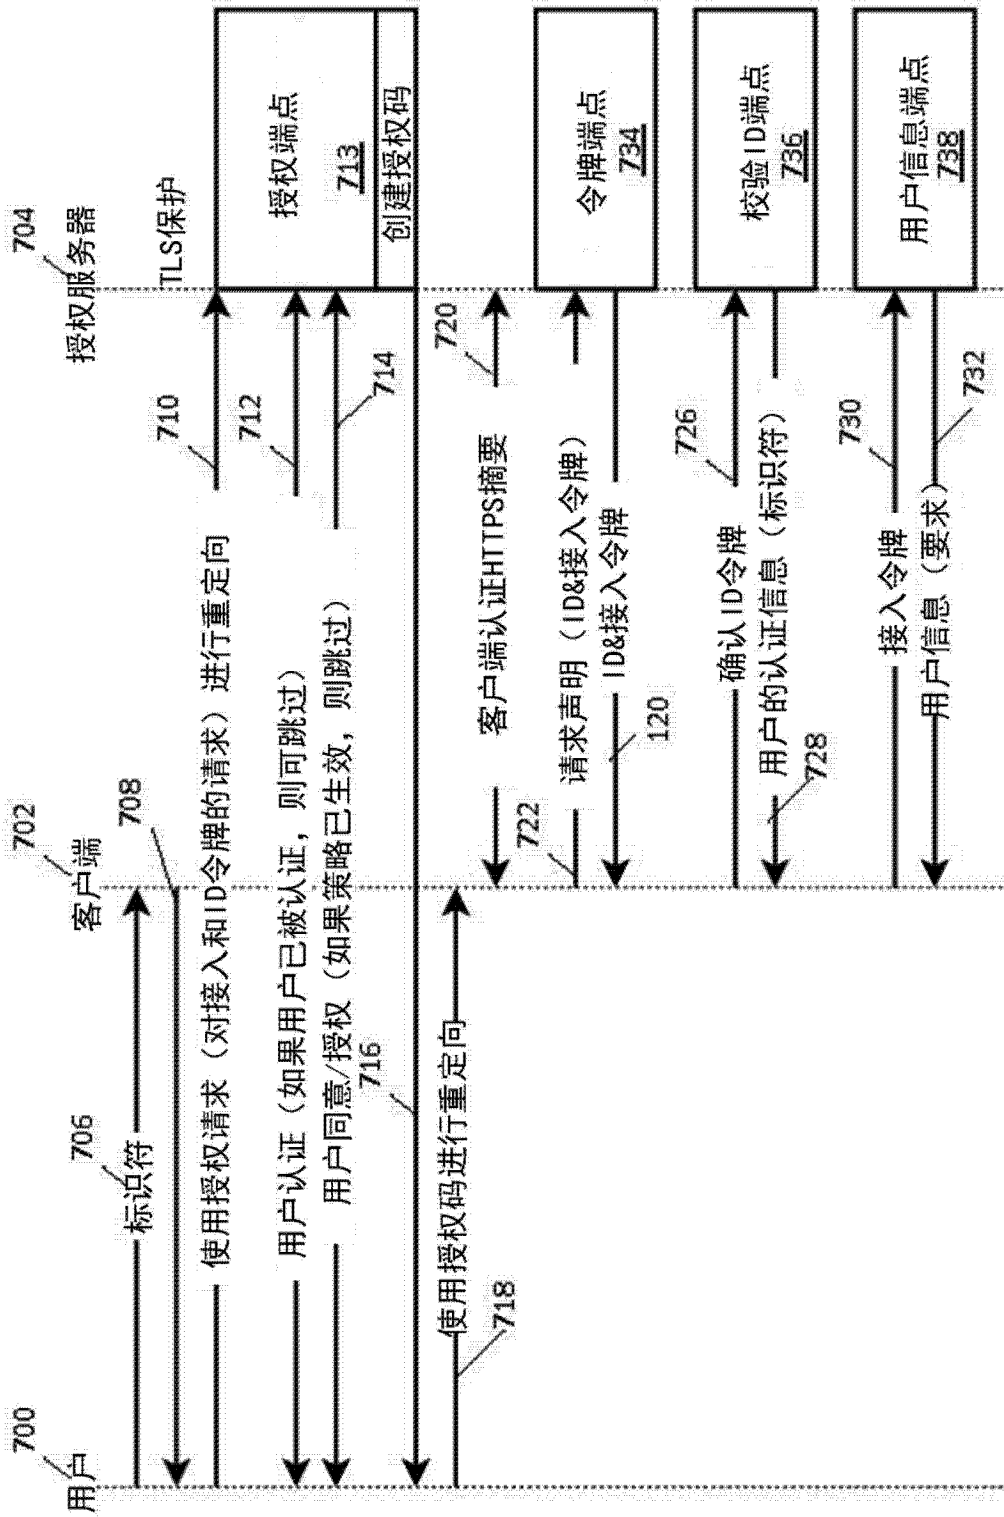 用户
700
客户端
702
授权服务器
704
TLS保护
标识符
706
708
使用授权请求（对接入和ID令牌的请求）进行重定向
710
授权端点
713
用户认证（如果用户已被认证，则可跳过）
712
用户同意/授权（如果策略已生效，则跳过）
714
创建授权码
716
使用授权码进行重定向
718
客户端认证HTTPS摘要
720
请求声明（ID&接入令牌）
722
令牌端点
734
ID&接入令牌
120
确认ID令牌
726
校验ID端点
736
用户的认证信息（标识符）
728
接入令牌
730
用户信息端点
738
用户信息（要求）
732